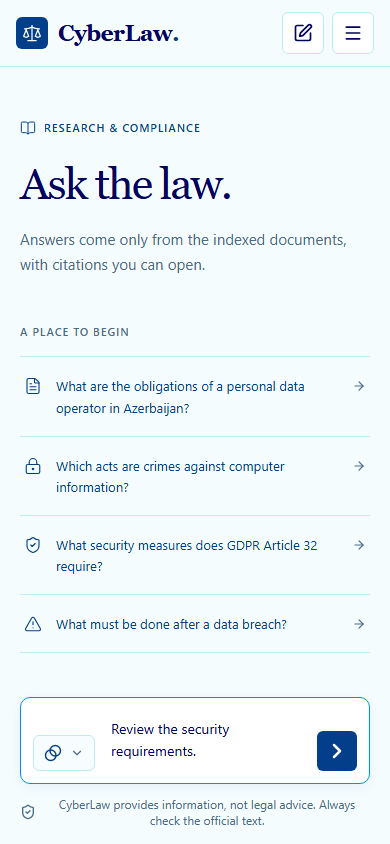 CyberLaw.
RESEARCH & COMPLIANCE
Ask the law.
Answers come only from the indexed documents,
with citations you can open.
A PLACE TO BEGIN
What are the obligations of a personal data
operator in Azerbaijan?
Which acts are crimes against computer
information?
What security measures does GDPR Article 32
require?
What must be done after a data breach?
Review the security
requirements.
CyberLaw provides information, not legal advice. Always
check the official text.